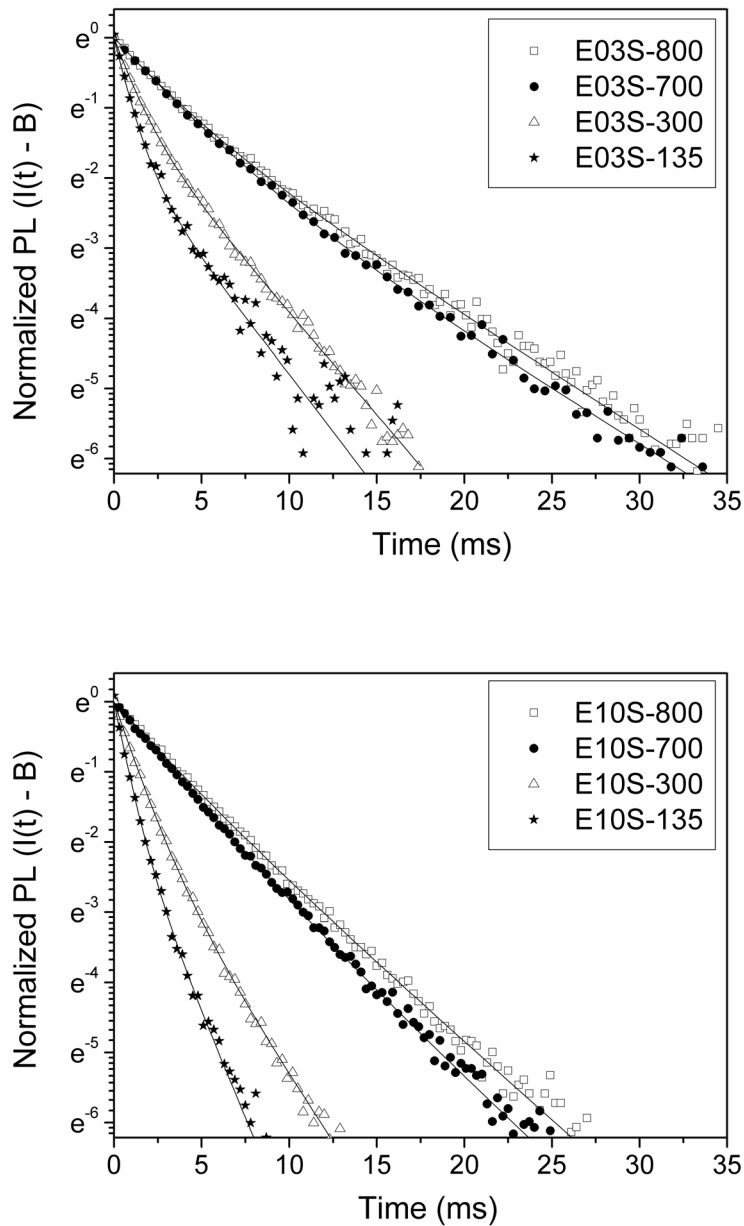 Normalized PL (I(t) - B)
e⁰
e⁻¹
e⁻²
e⁻³
e⁻⁴
e⁻⁵
e⁻⁶
E03S-800
E03S-700
E03S-300
E03S-135
0 5 10 15 20 25 30 35
Time (ms)
Normalized PL (I(t) - B)
e⁰
e⁻¹
e⁻²
e⁻³
e⁻⁴
e⁻⁵
e⁻⁶
E10S-800
E10S-700
E10S-300
E10S-135
0 5 10 15 20 25 30 35
Time (ms)